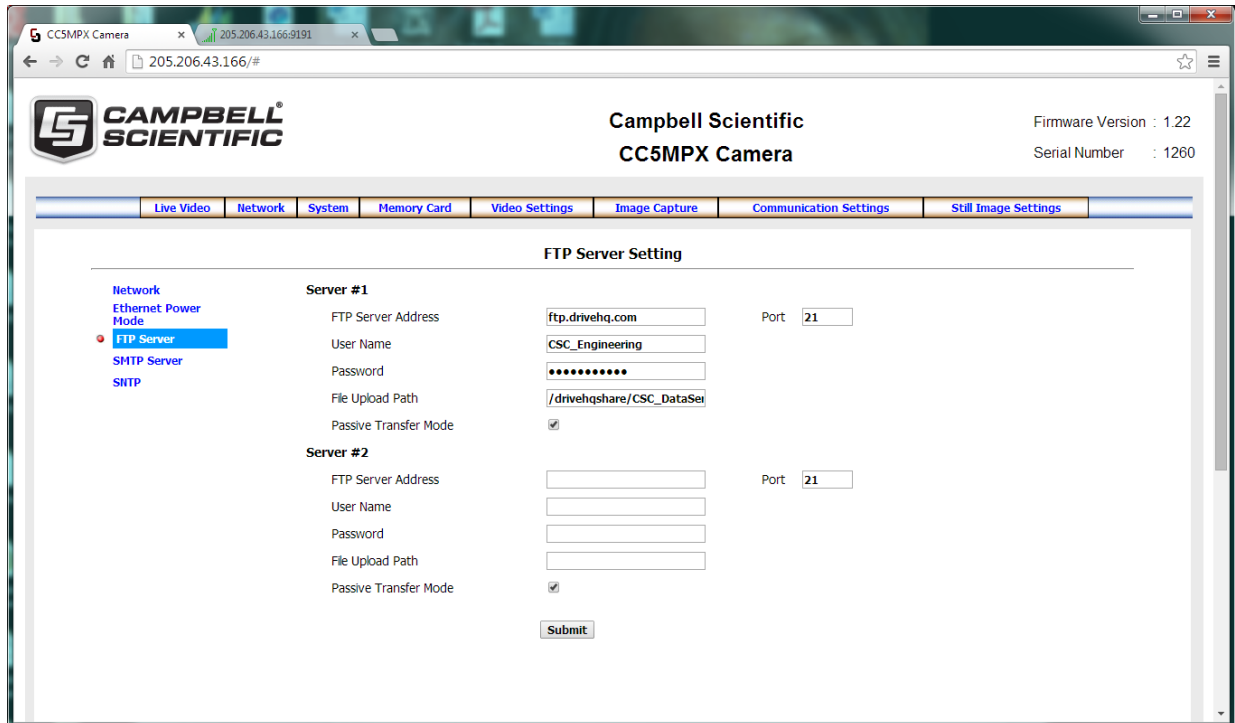 CC5MPX Camera
205.206.43.166:9191
205.206.43.166/#
CAMPBELL SCIENTIFIC®
Campbell Scientific
CC5MPX Camera
Firmware Version : 1.22
Serial Number : 1260
Live Video Network System Memory Card Video Settings Image Capture Communication Settings Still Image Settings
FTP Server Setting
Network
Ethernet Power
Mode
FTP Server
SMTP Server
SNTP
Server #1
FTP Server Address ftp.drivehq.com Port 21
User Name CSC_Engineering
Password •••••••••••
File Upload Path /drivehqshare/CSC_DataSer
Passive Transfer Mode
Server #2
FTP Server Address Port 21
User Name
Password
File Upload Path
Passive Transfer Mode
Submit